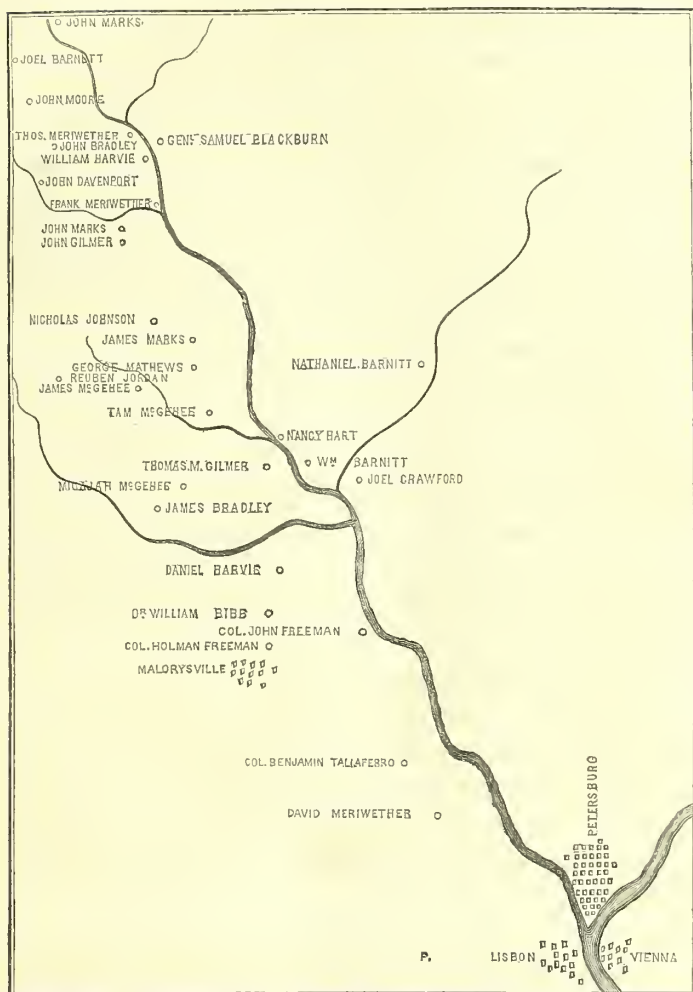 JOHN MARKS.
JOEL BARNETT
JOHN MOORE
THOS. MERIWETHER
GENL SAMUEL BLACKBURN
JOHN BRADLEY
WILLIAM HARVIE
JOHN DAVENPORT
FRANK MERIWETHER
JOHN MARKS
JOHN GILMER
NICHOLAS JOHNSON
JAMES MARKS
GEORGE MATHEWS
NATHANIEL. BARNITT
REUBEN JORDAN
JAMES McGEHEE
TAM McGEHEE
NANCY HART
THOMAS. M. GILMER
WM BARNITT
JOEL CRAWFORD
MICAJAH McGEHEE
JAMES BRADLEY
DANIEL HARVIE
DR WILLIAM BIBB
COL. JOHN FREEMAN
COL. HOLMAN FREEMAN
MALORYSVILLE
COL. BENJAMIN TALIAFERRO
DAVID MERIWETHER
PETERSBURG
P.
LISBON
VIENNA